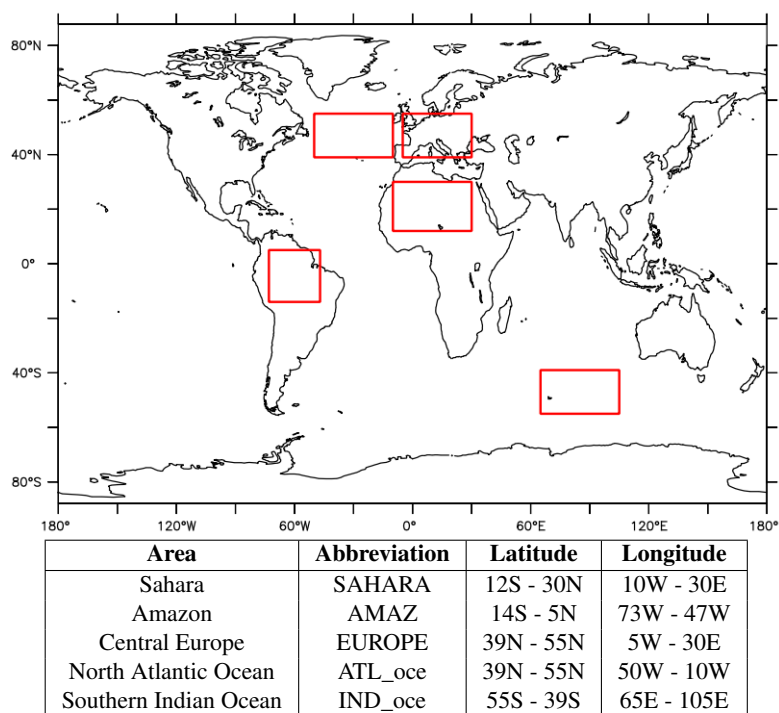 80°N
40°N
0°
40°S
80°S
180° 120°W 60°W 0° 60°E 120°E 180°
Area Abbreviation Latitude Longitude
Sahara SAHARA 12S - 30N 10W - 30E
Amazon AMAZ 14S - 5N 73W - 47W
Central Europe EUROPE 39N - 55N 5W - 30E
North Atlantic Ocean ATL_oce 39N - 55N 50W - 10W
Southern Indian Ocean IND_oce 55S - 39S 65E - 105E